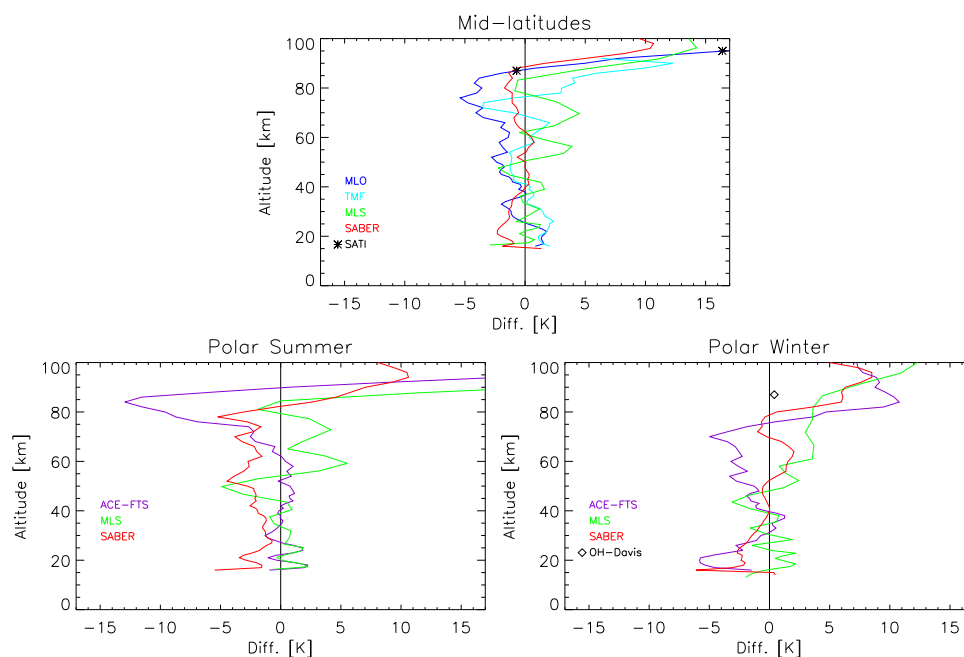 Mid-latitudes
100
80
60
40
20
0
Altitude [km]
MLO
TMF
MLS
SABER
SATI
-15 -10 -5 0 5 10 15
Diff. [K]
Polar Summer
100
80
60
40
20
0
Altitude [km]
ACE-FTS
MLS
SABER
-15 -10 -5 0 5 10 15
Diff. [K]
Polar Winter
100
80
60
40
20
0
Altitude [km]
ACE-FTS
MLS
SABER
OH-Davis
-15 -10 -5 0 5 10 15
Diff. [K]